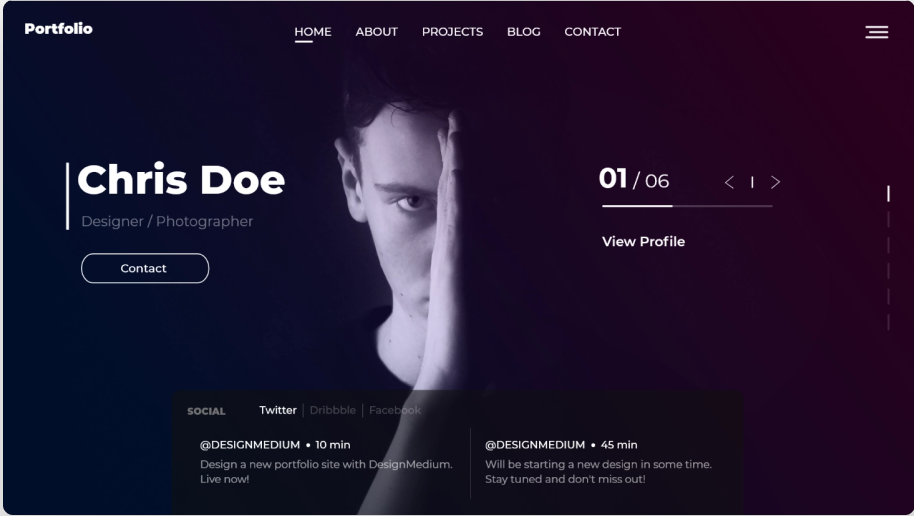 Portfolio
HOME ABOUT PROJECTS BLOG CONTACT
Chris Doe
Designer / Photographer
Contact
01 / 06
View Profile
SOCIAL Twitter | Dribbble | Facebook
@DESIGNMEDIUM • 10 min
Design a new portfolio site with DesignMedium.
Live now!
@DESIGNMEDIUM • 45 min
Will be starting a new design in some time.
Stay tuned and don't miss out!